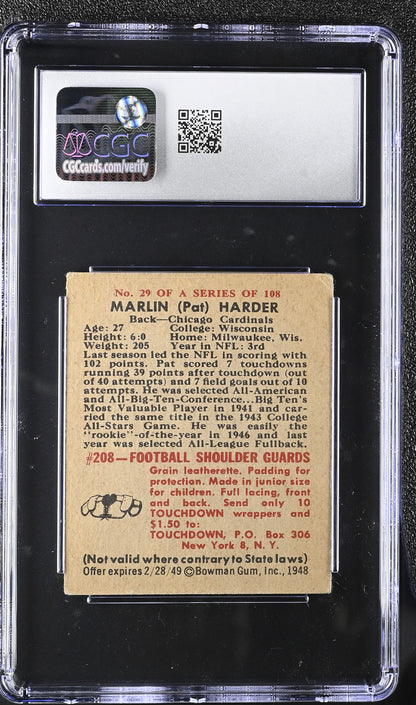 CGC
CGCcards.com/verify
No. 29 OF A SERIES OF 108
MARLIN (Pat) HARDER
Back—Chicago Cardinals
Age: 27 College: Wisconsin
Height: 6:0 Home: Milwaukee, Wis.
Weight: 205 Year in NFL: 3rd
Last season led the NFL in scoring with
102 points. Pat scored 7 touchdowns
running 39 points after touchdown (out
of 40 attempts) and 7 field goals out of 10
attempts. He was selected All-American
and All-Big-Ten-Conference...Big Ten's
Most Valuable Player in 1941 and car-
ried the same title in the 1943 College
All-Stars Game. He was easily the
"rookie"-of-the-year in 1946 and last
year was selected All-League Fullback.
#208—FOOTBALL SHOULDER GUARDS
Grain leatherette. Padding for
protection. Made in junior size
for children. Full lacing, front
and back. Send only 10
TOUCHDOWN wrappers and
$1.50 to:
TOUCHDOWN, P.O. Box 306
New York 8, N. Y.
(Not valid where contrary to State laws)
Offer expires 2/28/49 ©Bowman Gum, Inc., 1948